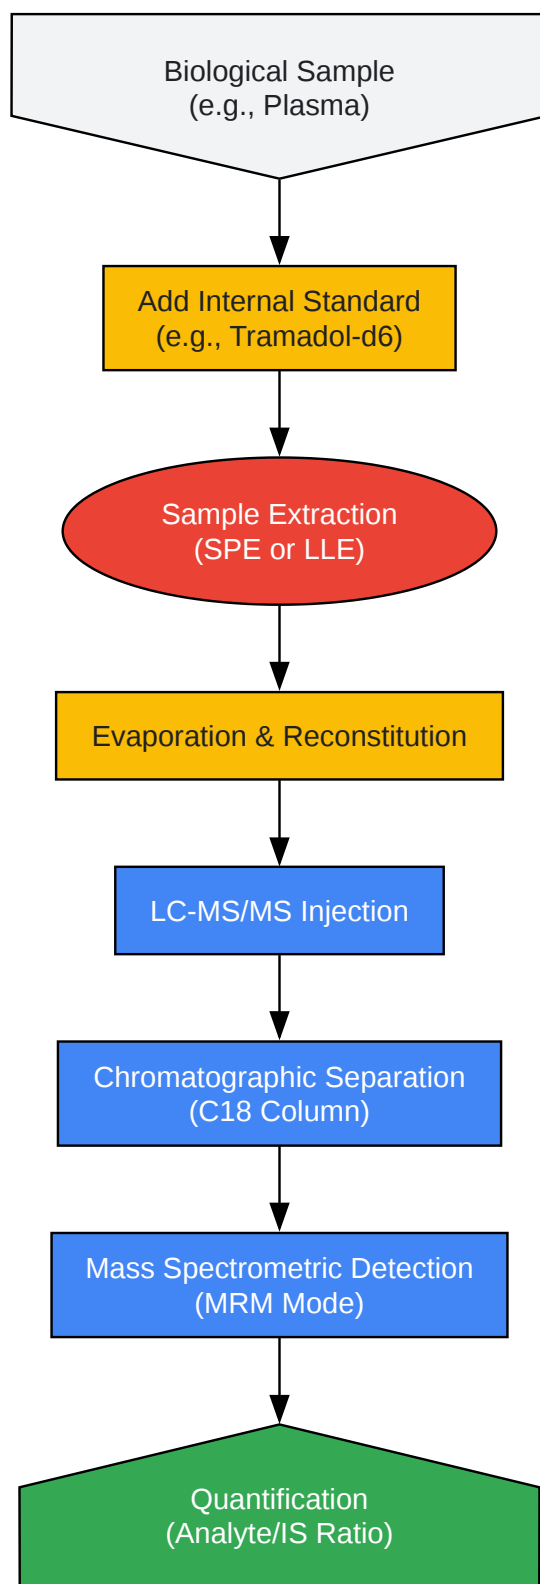 Biological Sample
(e.g., Plasma)
Add Internal Standard
(e.g., Tramadol-d6)
Sample Extraction
(SPE or LLE)
Evaporation & Reconstitution
LC-MS/MS Injection
Chromatographic Separation
(C18 Column)
Mass Spectrometric Detection
(MRM Mode)
Quantification
(Analyte/IS Ratio)